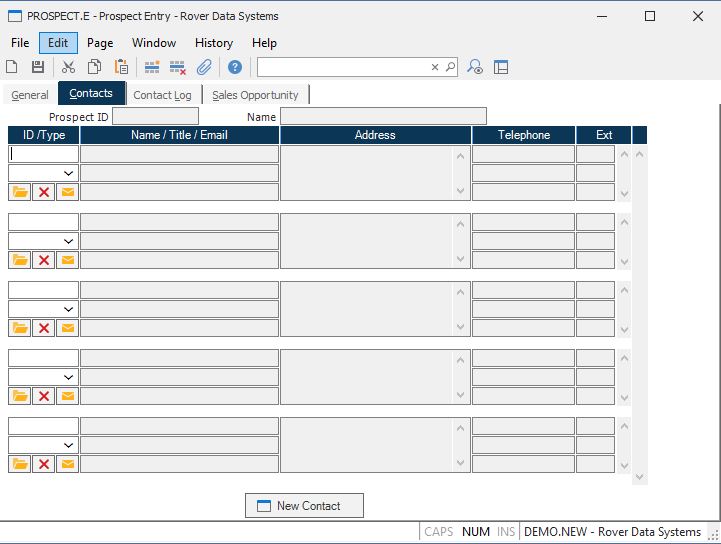 PROSPECT.E - Prospect Entry - Rover Data Systems
File Edit Page Window History Help
General Contacts Contact Log Sales Opportunity
Prospect ID Name
ID /Type Name / Title / Email Address Telephone Ext
New Contact
CAPS NUM INS DEMO.NEW - Rover Data Systems